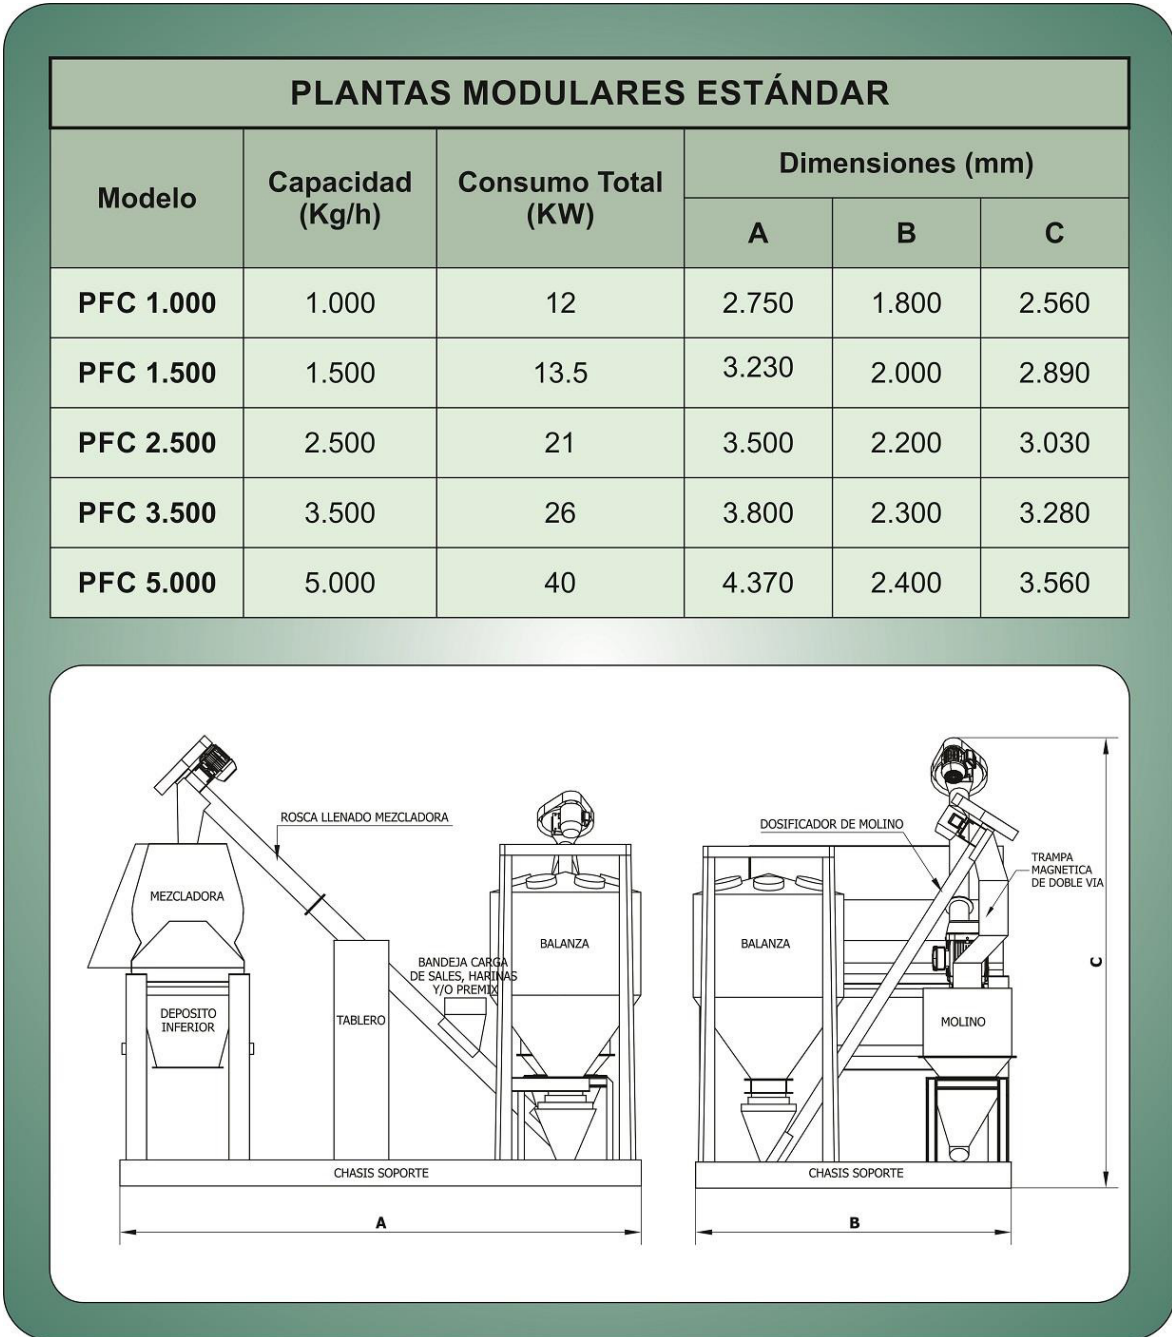 PLANTAS MODULARES ESTÁNDAR
Modelo
Capacidad
(Kg/h)
Consumo Total
(KW)
Dimensiones (mm)
A B C
PFC 1.000 1.000 12 2.750 1.800 2.560
PFC 1.500 1.500 13.5 3.230 2.000 2.890
PFC 2.500 2.500 21 3.500 2.200 3.030
PFC 3.500 3.500 26 3.800 2.300 3.280
PFC 5.000 5.000 40 4.370 2.400 3.560
ROSCA LLENADO MEZCLADORA
MEZCLADORA
DEPOSITO
INFERIOR
TABLERO
BANDEJA CARGA
DE SALES, HARINAS
Y/O PREMIX
BALANZA
CHASIS SOPORTE
A
DOSIFICADOR DE MOLINO
TRAMPA
MAGNETICA
DE DOBLE VIA
BALANZA
MOLINO
C
CHASIS SOPORTE
B